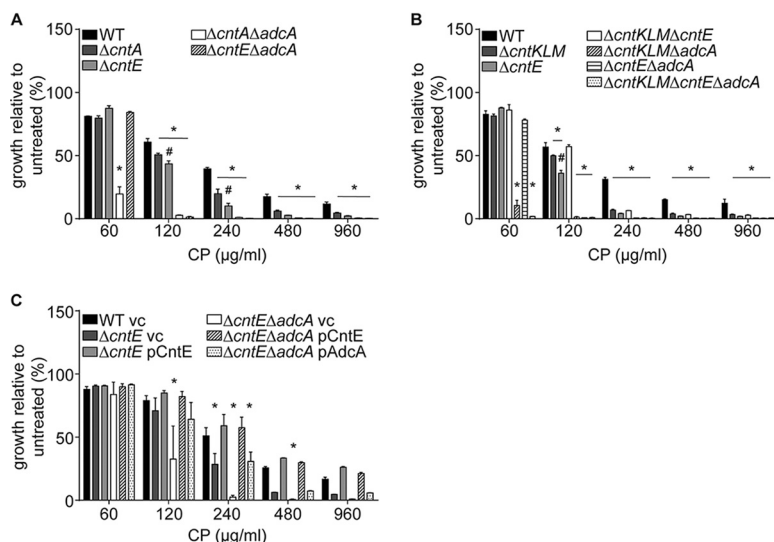 A
WT
ΔcntA
ΔcntE
ΔcntAΔadcA
ΔcntEΔadcA
growth relative to
untreated (%)
150
100
50
0
*
*
#
*
#
*
*
60 120 240 480 960
CP (µg/ml)
B
WT
ΔcntKLM
ΔcntE
ΔcntKLMΔcntE
ΔcntKLMΔadcA
ΔcntEΔadcA
ΔcntKLMΔcntEΔadcA
growth relative to
untreated (%)
150
100
50
0
*
*
*
#
*
*
*
*
60 120 240 480 960
CP (µg/ml)
C
WT vc
ΔcntE vc
ΔcntE pCntE
ΔcntEΔadcA vc
ΔcntEΔadcA pCntE
ΔcntEΔadcA pAdcA
growth relative to
untreated (%)
150
100
50
0
*
* * *
*
60 120 240 480 960
CP (µg/ml)